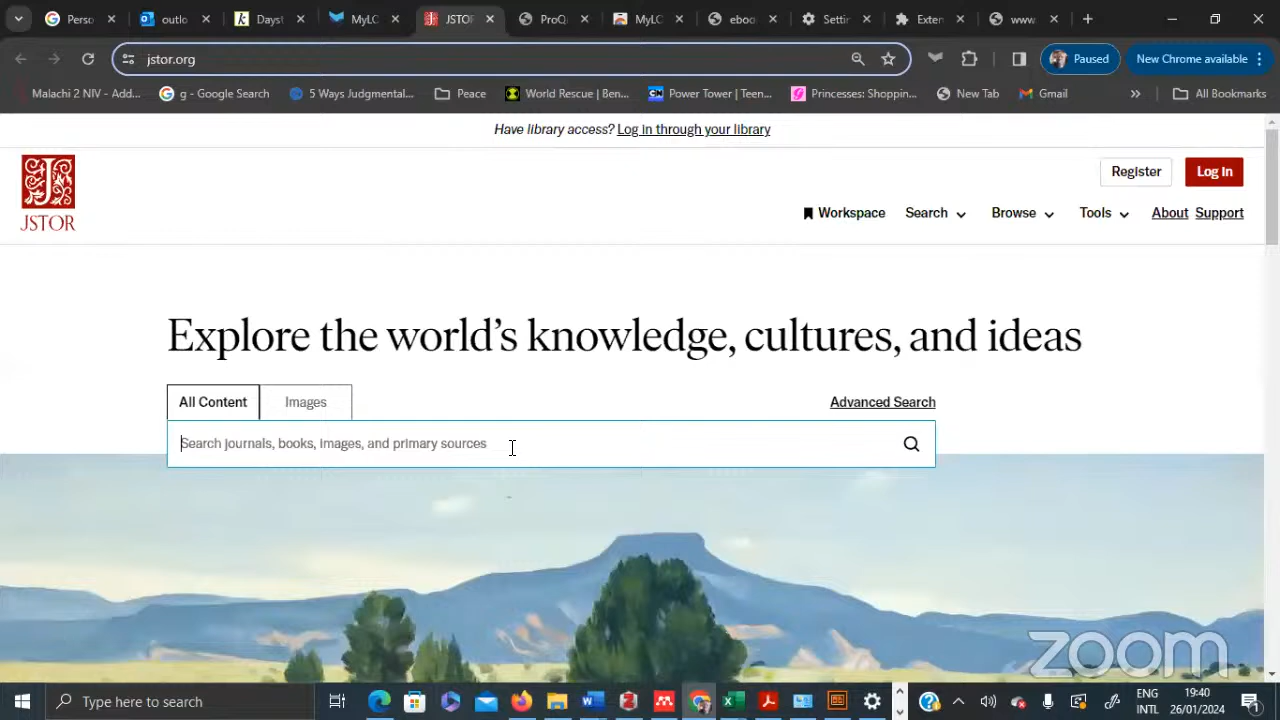 Perso
outlo
Dayst
MyLC
JSTOR
ProQ
MyLC
eboo
Settir
Exten
www
jstor.org
Paused
New Chrome available
Malachi 2 NIV - Add...
g - Google Search
5 Ways Judgmental...
Peace
World Rescue | Ben...
Power Tower | Teen...
Princesses: Shoppin...
New Tab
Gmail
All Bookmarks
Have library access? Log in through your library
JSTOR
Register
Log in
Workspace
Search
Browse
Tools
About
Support
Explore the world's knowledge, cultures, and ideas
All Content
Images
Advanced Search
Search journals, books, images, and primary sources
zoom
Type here to search
ENG
INTL
19:40
26/01/2024